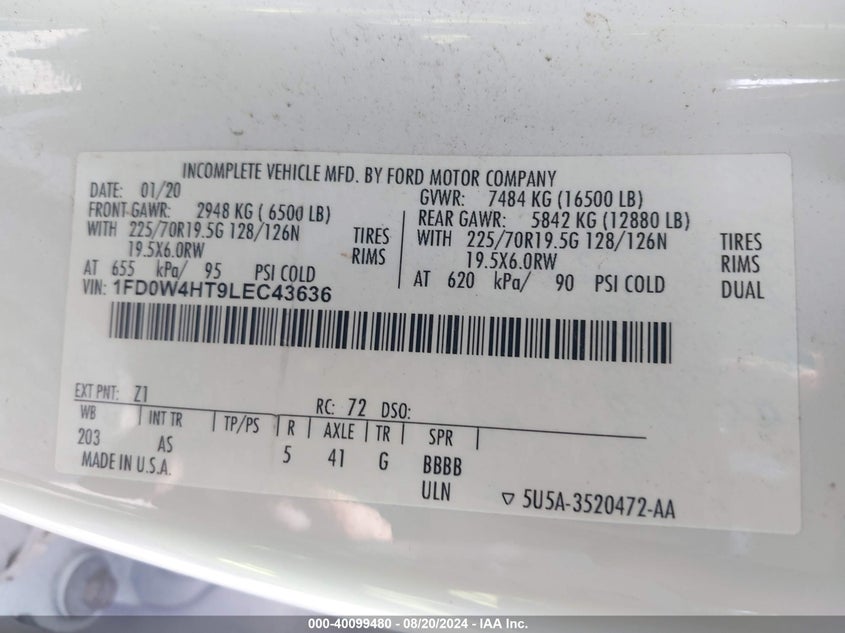 INCOMPLETE VEHICLE MFD. BY FORD MOTOR COMPANY
DATE: 01/20
GVWR: 7484 KG (16500 LB)
FRONT GAWR: 2948 KG ( 6500 LB)
REAR GAWR: 5842 KG (12880 LB)
WITH 225/70R19.5G 128/126N TIRES
WITH 225/70R19.5G 128/126N TIRES
19.5X6.0RW RIMS
19.5X6.0RW RIMS
AT 655 kPa/ 95 PSI COLD
AT 620 kPa/ 90 PSI COLD DUAL
VIN: 1FD0W4HT9LEC43636
EXT PNT: Z1 RC: 72 DSO:
WB INT TR TP/PS R AXLE TR SPR
203 AS 5 41 G BBBB
MADE IN U.S.A. ULN
5U5A-3520472-AA
000-40099480 - 08/20/2024 - IAA Inc.